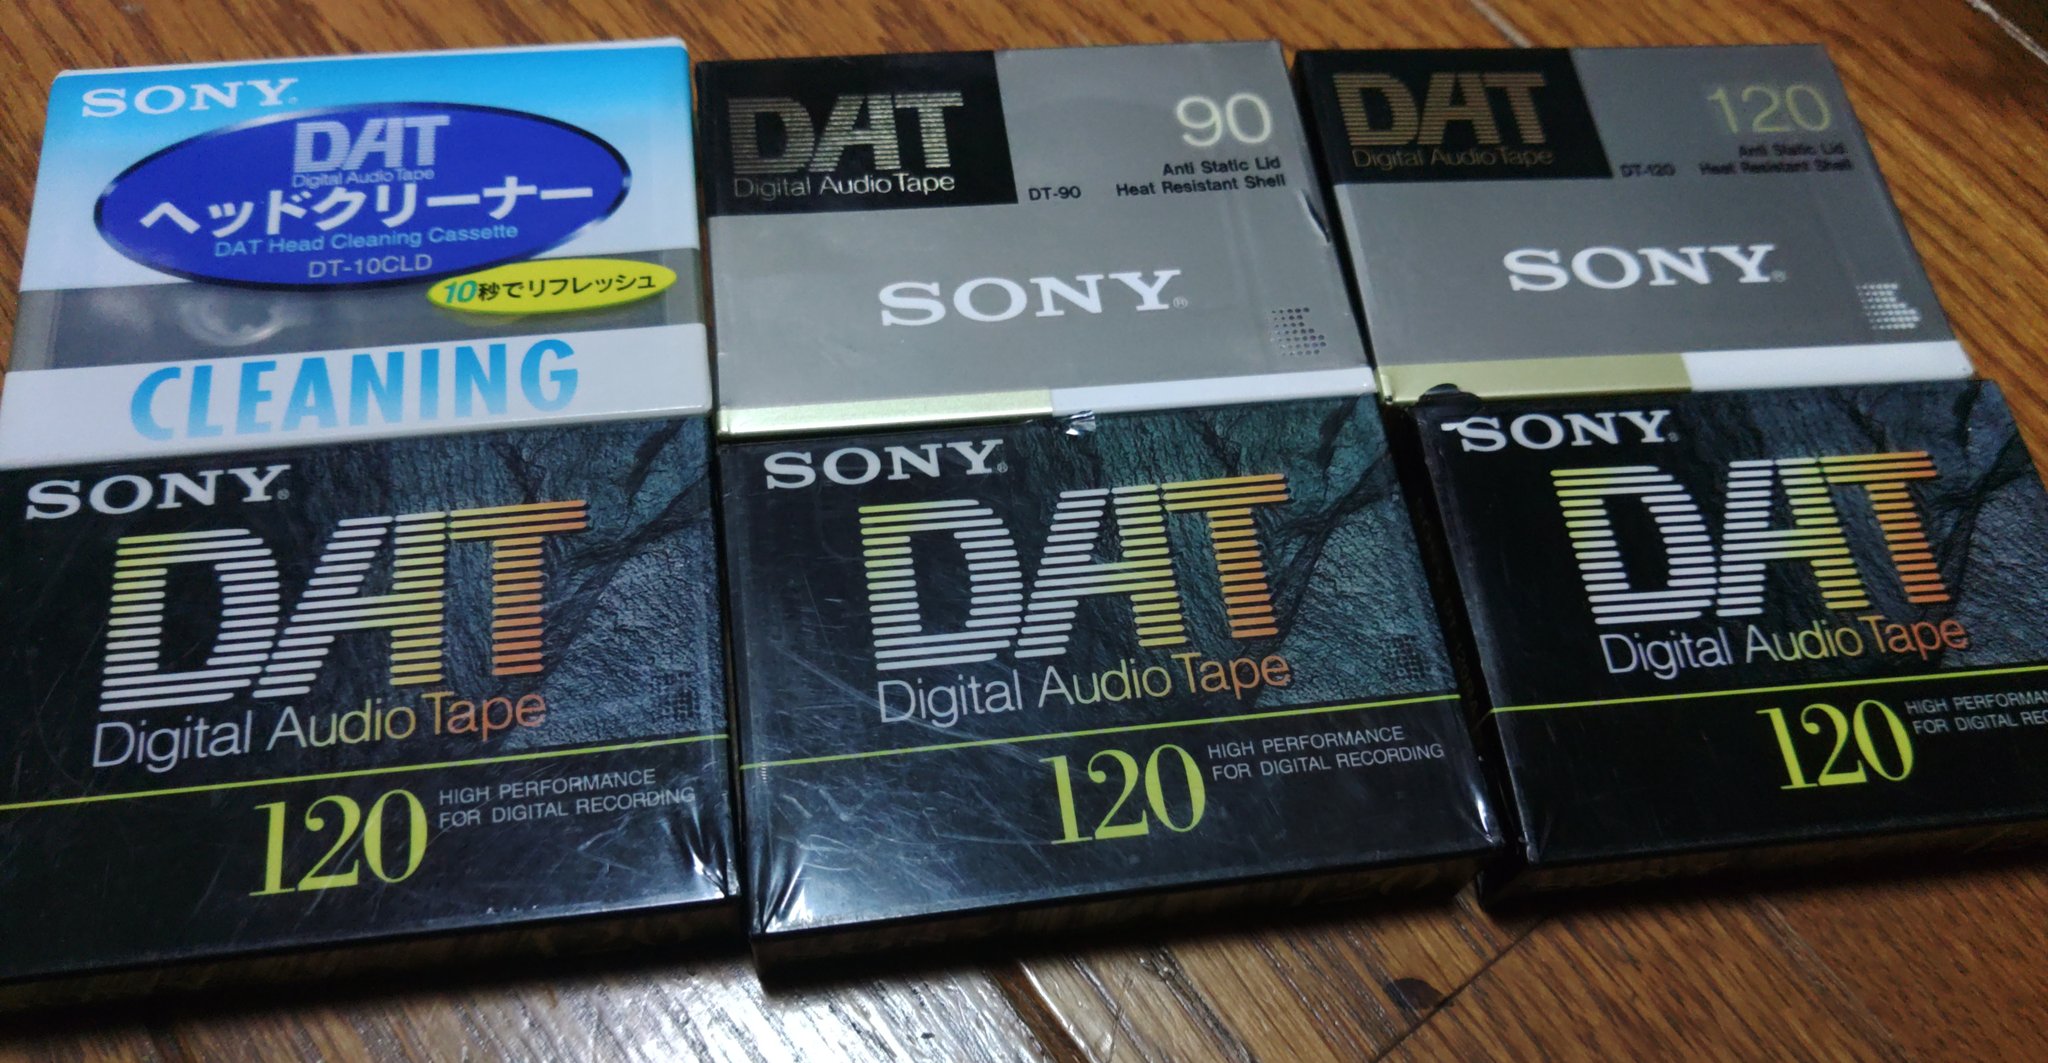 SONY
DAT
Digital Audio Tape
ヘッドクリーナー
DAT Head Cleaning Cassette
DT-10CLD
10秒でリフレッシュ
CLEANING
DAT
Digital Audio Tape
90
Anti Static Lid
DT-90 Heat Resistant Shell
SONY®
DAT
Digital Audio Tape
120
Anti Static Lid
DT-120 Heat Resistant Shell
SONY®
SONY®
DAT
Digital Audio Tape
120
HIGH PERFORMANCE
FOR DIGITAL RECORDING
SONY®
DAT
Digital Audio Tape
120
HIGH PERFORMANCE
FOR DIGITAL RECORDING
SONY®
DAT
Digital Audio Tape
120
HIGH
FOR DIGITAL